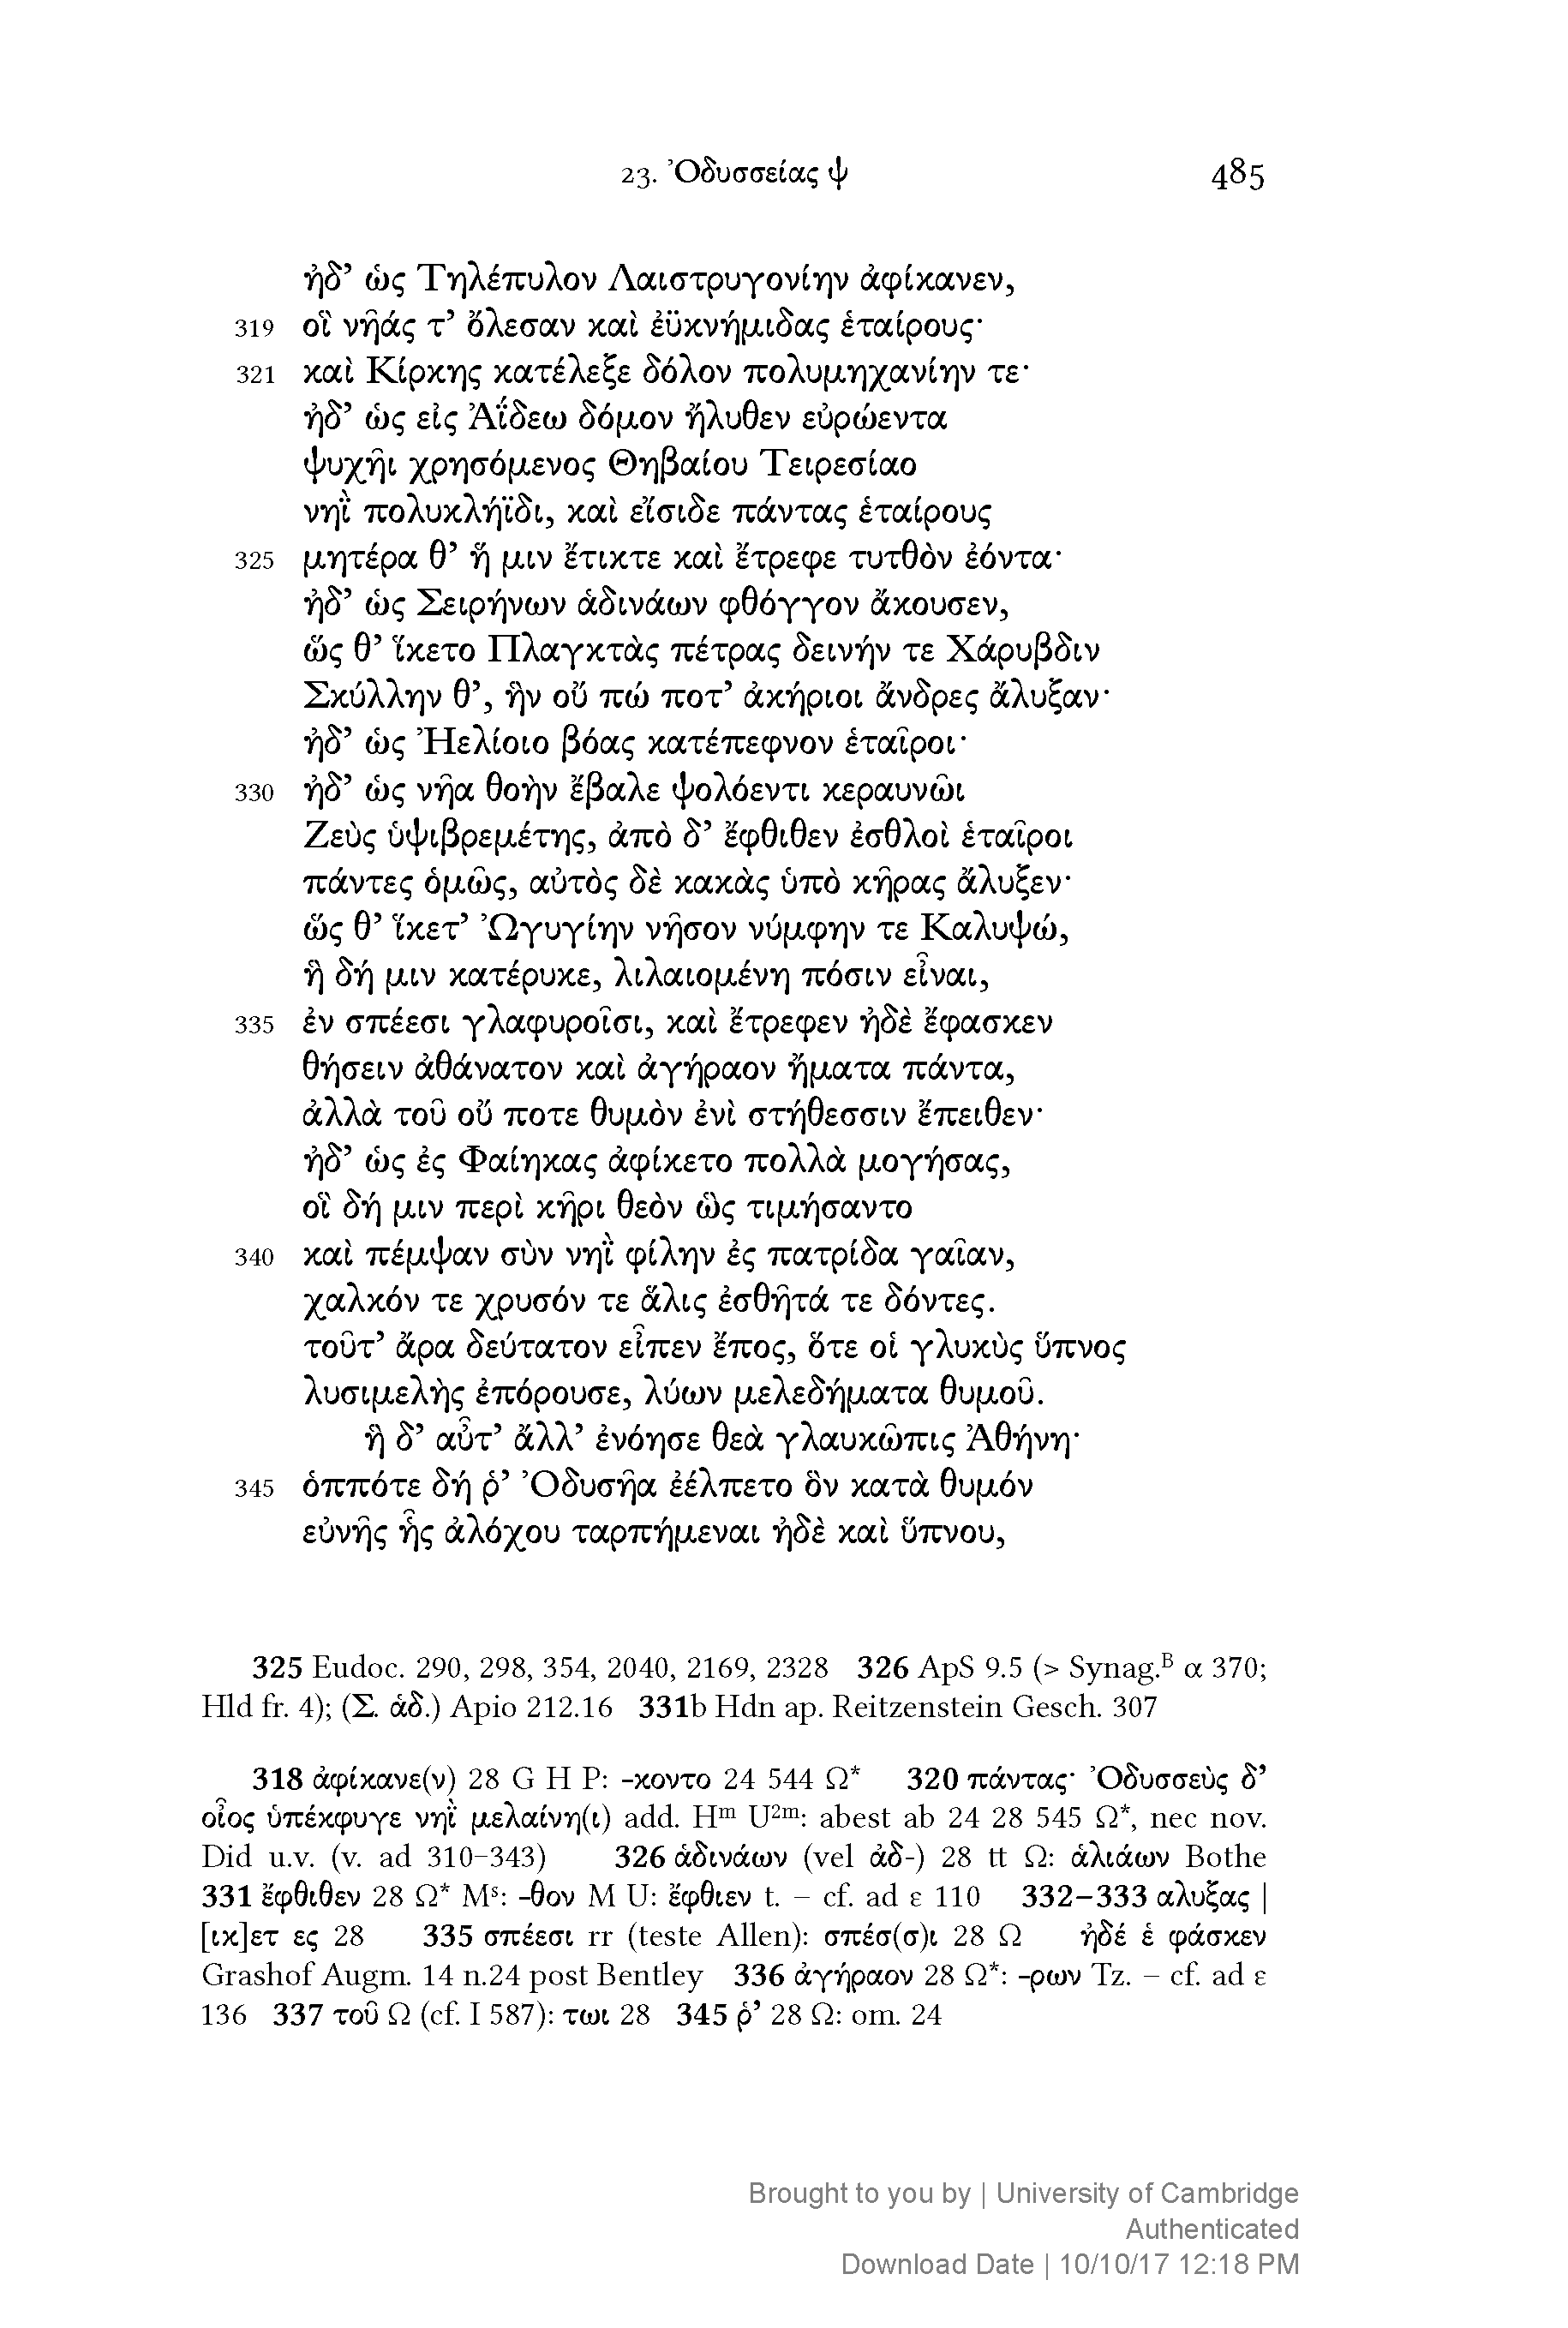 23. Ὀδυσσείας ψ 485
ἠδ’ ὡς Τηλέπυλον Λαιστρυγονίην ἀφίκανεν,
319 οἳ νῆάς τ’ ὄλεσαν καὶ ἐϋκνήμιδας ἑταίρους·
321 καὶ Κίρκης κατέλεξε δόλον πολυμηχανίην τε·
ἠδ’ ὡς εἰς Ἀΐδεω δόμον ἤλυθεν εὐρώεντα
ψυχῆι χρησόμενος Θηβαίου Τειρεσίαο
νηῒ πολυκλήϊδι, καὶ εἴσιδε πάντας ἑταίρους
325 μητέρα θ’ ἥ μιν ἔτικτε καὶ ἔτρεφε τυτθὸν ἐόντα·
ἠδ’ ὡς Σειρήνων ἁδινάων φθόγγον ἄκουσεν,
ὥς θ’ ἵκετο Πλαγκτὰς πέτρας δεινήν τε Χάρυβδιν
Σκύλλην θ’, ἣν οὔ πώ ποτ’ ἀκήριοι ἄνδρες ἄλυξαν·
ἠδ’ ὡς Ἠελίοιο βόας κατέπεφνον ἑταῖροι·
330 ἠδ’ ὡς νῆα θοὴν ἔβαλε ψολόεντι κεραυνῶι
Ζεὺς ὑψιβρεμέτης, ἀπὸ δ’ ἔφθιθεν ἐσθλοὶ ἑταῖροι
πάντες ὁμῶς, αὐτὸς δὲ κακὰς ὑπὸ κῆρας ἄλυξεν·
ὥς θ’ ἵκετ’ Ὠγυγίην νῆσον νύμφην τε Καλυψώ,
ἣ δή μιν κατέρυκε, λιλαιομένη πόσιν εἶναι,
335 ἐν σπέεσι γλαφυροῖσι, καὶ ἔτρεφεν ἠδὲ ἔφασκεν
θήσειν ἀθάνατον καὶ ἀγήραον ἤματα πάντα,
ἀλλὰ τοῦ οὔ ποτε θυμὸν ἐνὶ στήθεσσιν ἔπειθεν·
ἠδ’ ὡς ἐς Φαίηκας ἀφίκετο πολλὰ μογήσας,
οἳ δή μιν περὶ κῆρι θεὸν ὣς τιμήσαντο
340 καὶ πέμψαν σὺν νηῒ φίλην ἐς πατρίδα γαῖαν,
χαλκόν τε χρυσόν τε ἅλις ἐσθῆτά τε δόντες.
τοῦτ’ ἄρα δεύτατον εἶπεν ἔπος, ὅτε οἱ γλυκὺς ὕπνος
λυσιμελὴς ἐπόρουσε, λύων μελεδήματα θυμοῦ.
ἣ δ’ αὖτ’ ἄλλ’ ἐνόησε θεὰ γλαυκῶπις Ἀθήνη·
345 ὁππότε δή ῥ’ Ὀδυσῆα ἐέλπετο ὃν κατὰ θυμόν
εὐνῆς ἧς ἀλόχου ταρπήμεναι ἠδὲ καὶ ὕπνου,
325 Eudoc. 290, 298, 354, 2040, 2169, 2328 326 ApS 9.5 (> Synag.ᴮ α 370;
Hld fr. 4); (Σ. ἁδ.) Apio 212.16 331b Hdn ap. Reitzenstein Gesch. 307
318 ἀφίκανε(ν) 28 G H P: -κοντο 24 544 Ω* 320 πάντας· Ὀδυσσεὺς δ’
οἶος ὑπέκφυγε νηῒ μελαίνη(ι) add. Hᵐ U²ᵐ: abest ab 24 28 545 Ω*, nec nov.
Did u.v. (v. ad 310–343) 326 ἁδινάων (vel ἀδ-) 28 tt Ω: ἁλιάων Bothe
331 ἔφθιθεν 28 Ω* Mˢ: -θον M U: ἔφθιεν t. – cf. ad ε 110 332–333 αλυξας |
[ικ]ετ ες 28 335 σπέεσι rr (teste Allen): σπέσ(σ)ι 28 Ω ἠδέ ἑ φάσκεν
Grashof Augm. 14 n.24 post Bentley 336 ἀγήραον 28 Ω*: -ρων Tz. – cf. ad ε
136 337 τοῦ Ω (cf. I 587): τωι 28 345 ῥ’ 28 Ω: om. 24
Brought to you by | University of Cambridge
Authenticated
Download Date | 10/10/17 12:18 PM